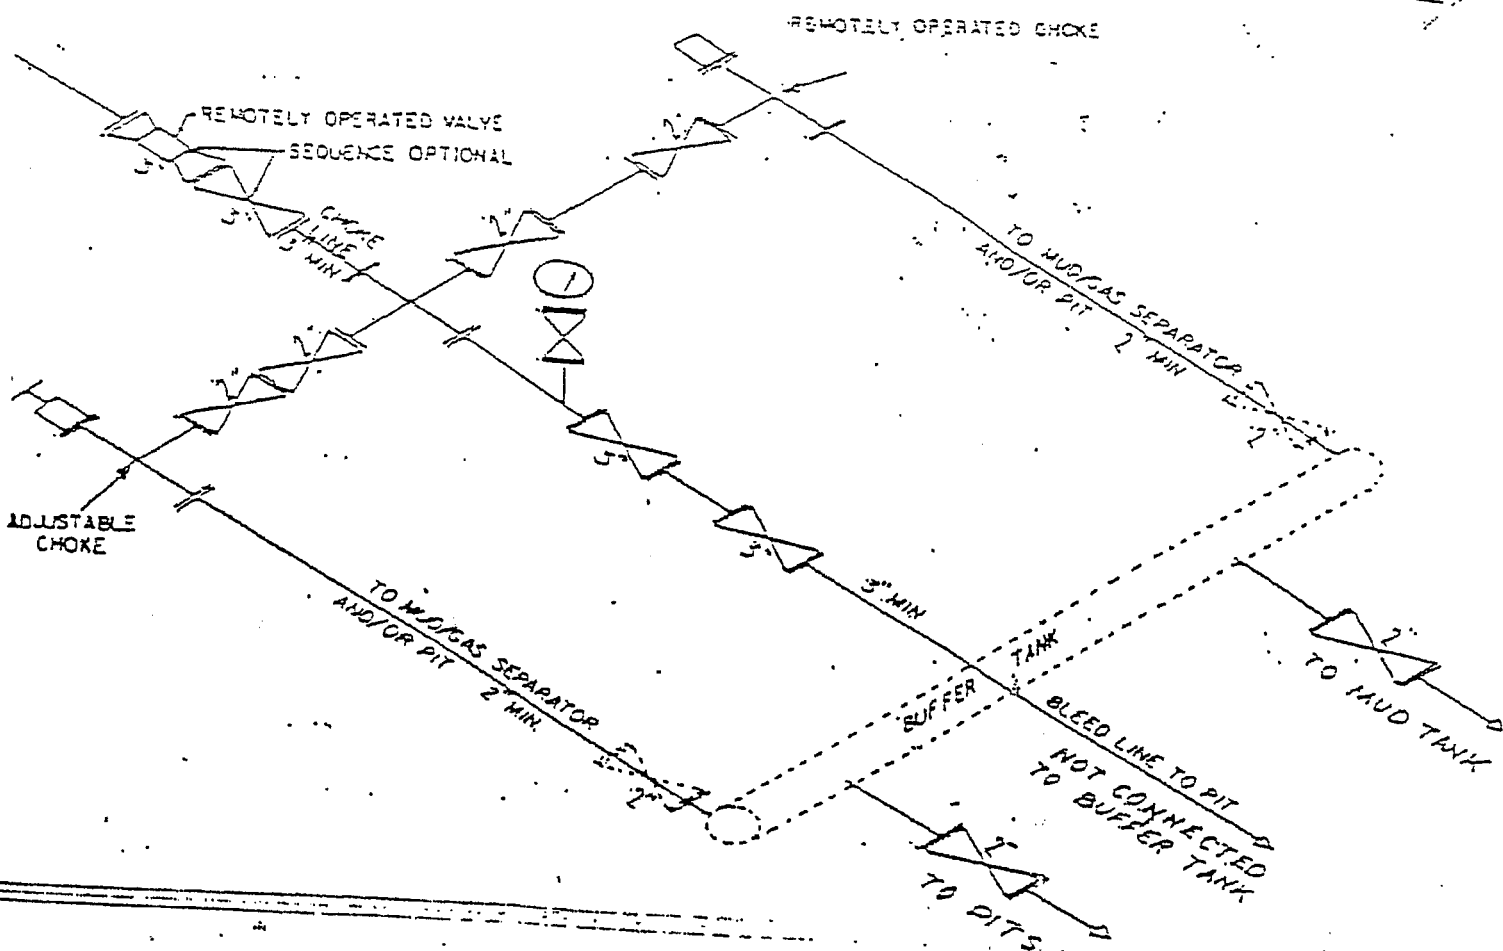 REMOTELY OPERATED CHOKE
REMOTELY OPERATED VALVE
SEQUENCE OPTIONAL
3"
3"
CHOKE
LINE
3 MIN
2"
2"
2"
2"
ADJUSTABLE
CHOKE
TO MUD/GAS SEPARATOR
AND/OR PIT
2" MIN
2"
3"
3"
3" MIN
TO MUD/GAS SEPARATOR
AND/OR PIT
2" MIN.
2"
BUFFER TANK
BLEED LINE TO PIT
NOT CONNECTED
TO BUFFER TANK
2"
TO MUD TANK
2"
TO PITS